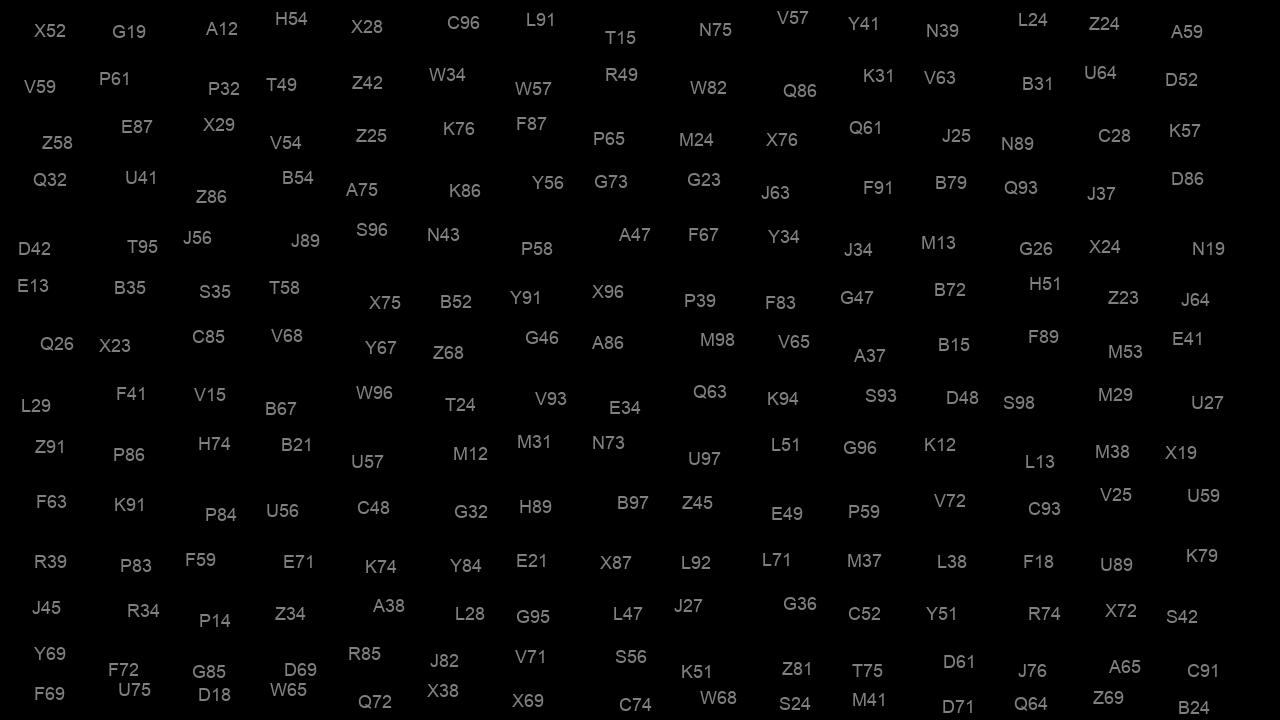 X52 G19 A12 H54 X28 C96 L91 T15 N75 V57 Y41 N39 L24 Z24 A59
V59 P61 P32 T49 Z42 W34 W57 R49 W82 Q86 K31 V63 B31 U64 D52
Z58 E87 X29 V54 Z25 K76 F87 P65 M24 X76 Q61 J25 N89 C28 K57
Q32 U41 Z86 B54 A75 K86 Y56 G73 G23 J63 F91 B79 Q93 J37 D86
D42 T95 J56 J89 S96 N43 P58 A47 F67 Y34 J34 M13 G26 X24 N19
E13 B35 S35 T58 X75 B52 Y91 X96 P39 F83 G47 B72 H51 Z23 J64
Q26 X23 C85 V68 Y67 Z68 G46 A86 M98 V65 A37 B15 F89 M53 E41
L29 F41 V15 B67 W96 T24 V93 E34 Q63 K94 S93 D48 S98 M29 U27
Z91 P86 H74 B21 U57 M12 M31 N73 U97 L51 G96 K12 L13 M38 X19
F63 K91 P84 U56 C48 G32 H89 B97 Z45 E49 P59 V72 C93 V25 U59
R39 P83 F59 E71 K74 Y84 E21 X87 L92 L71 M37 L38 F18 U89 K79
J45 R34 P14 Z34 A38 L28 G95 L47 J27 G36 C52 Y51 R74 X72 S42
Y69 F72 G85 D69 R85 J82 V71 S56 K51 Z81 T75 D61 J76 A65 C91
F69 U75 D18 W65 Q72 X38 X69 C74 W68 S24 M41 D71 Q64 Z69 B24